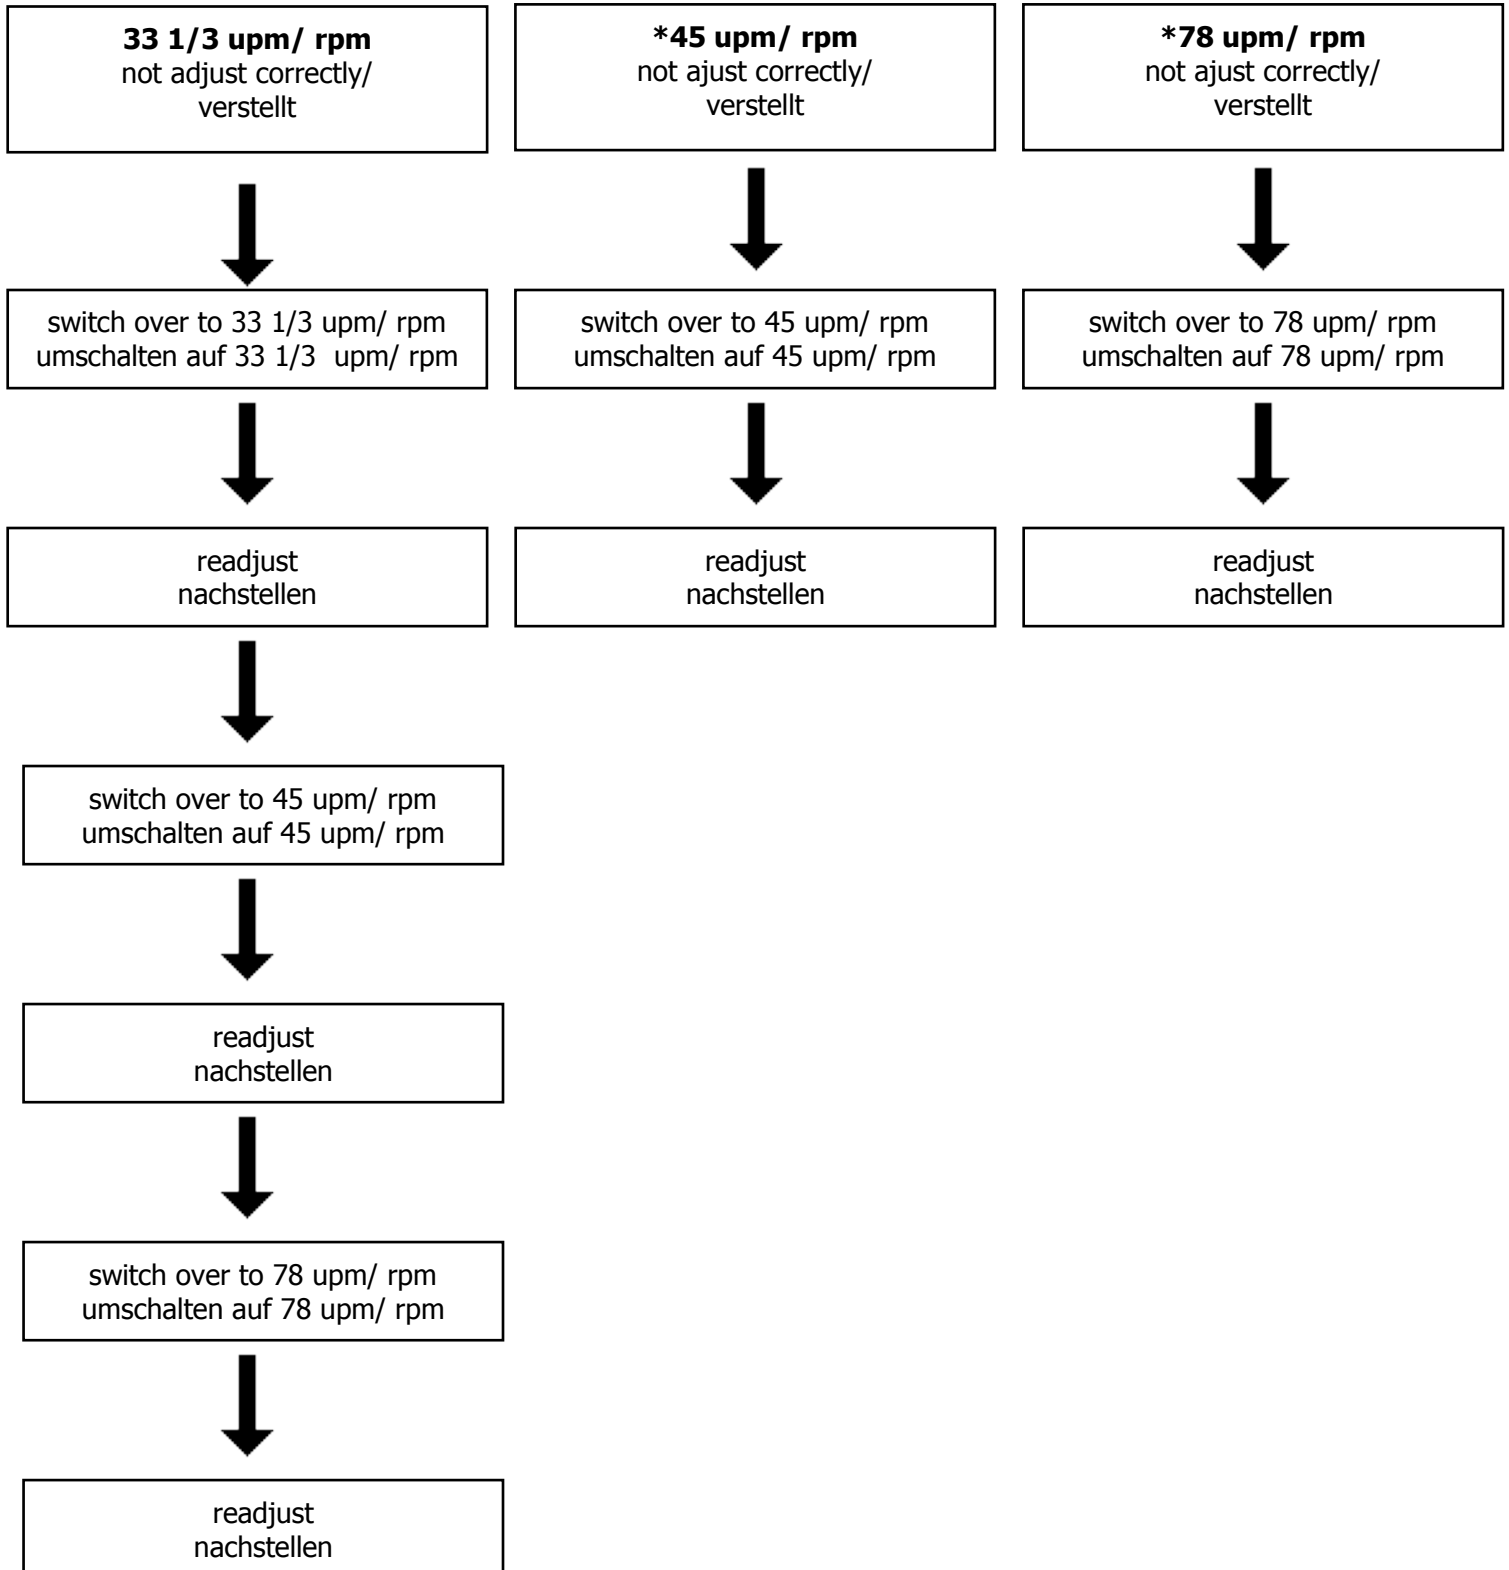 33 1/3 upm/ rpm
not adjust correctly/
verstellt
*45 upm/ rpm
not ajust correctly/
verstellt
*78 upm/ rpm
not ajust correctly/
verstellt
switch over to 33 1/3 upm/ rpm
umschalten auf 33 1/3  upm/ rpm
switch over to 45 upm/ rpm
umschalten auf 45 upm/ rpm
switch over to 78 upm/ rpm
umschalten auf 78 upm/ rpm
readjust
nachstellen
readjust
nachstellen
readjust
nachstellen
switch over to 45 upm/ rpm
umschalten auf 45 upm/ rpm
readjust
nachstellen
switch over to 78 upm/ rpm
umschalten auf 78 upm/ rpm
readjust
nachstellen